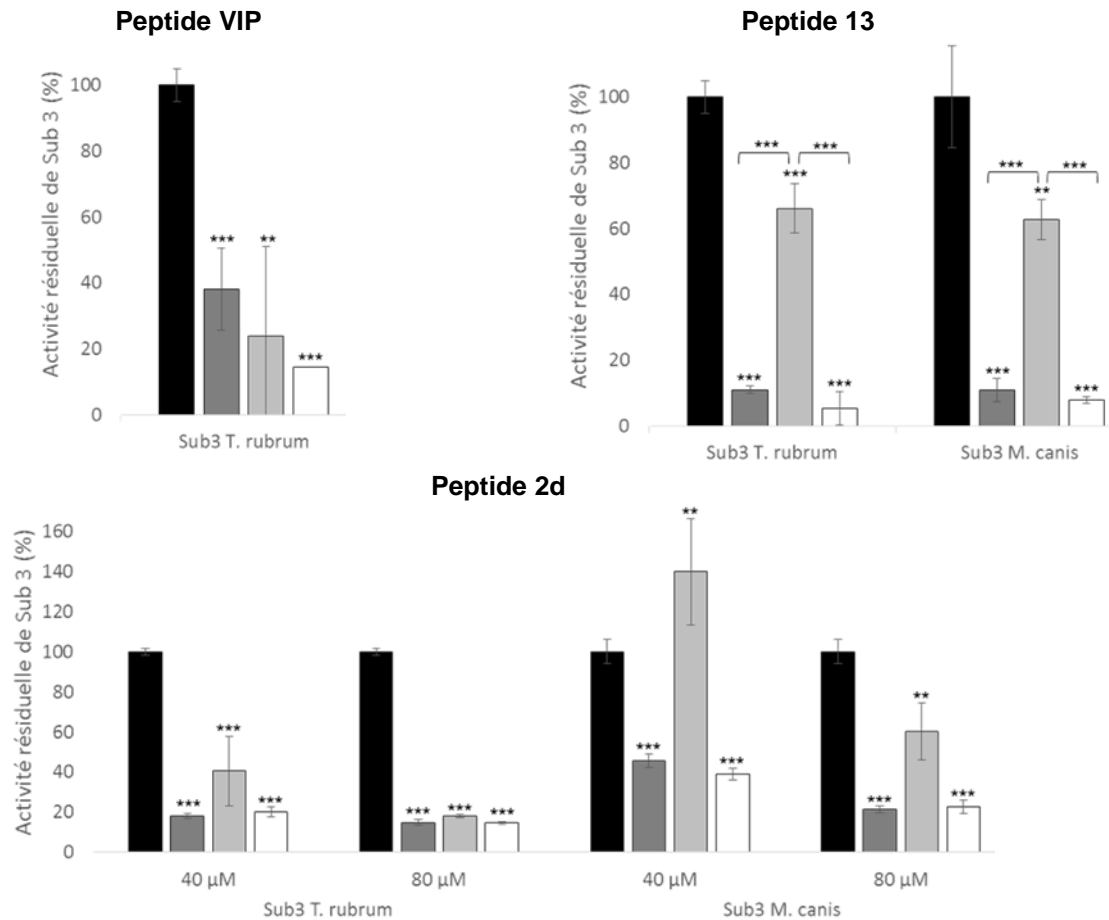 Peptide VIP
Activité résiduelle de Sub 3 (%)
100
80
60
40
20
0
***
**
***
Sub3 T. rubrum
Peptide 13
Activité résiduelle de Sub 3 (%)
100
80
60
40
20
0
*** ***
***
***
***
*** ***
**
***
***
Sub3 T. rubrum Sub3 M. canis
Peptide 2d
Activité résiduelle de Sub 3 (%)
160
140
120
100
80
60
40
20
0
*** *** ***
*** *** ***
*** ** ***
*** ** ***
40 µM 80 µM 40 µM 80 µM
Sub3 T. rubrum Sub3 M. canis